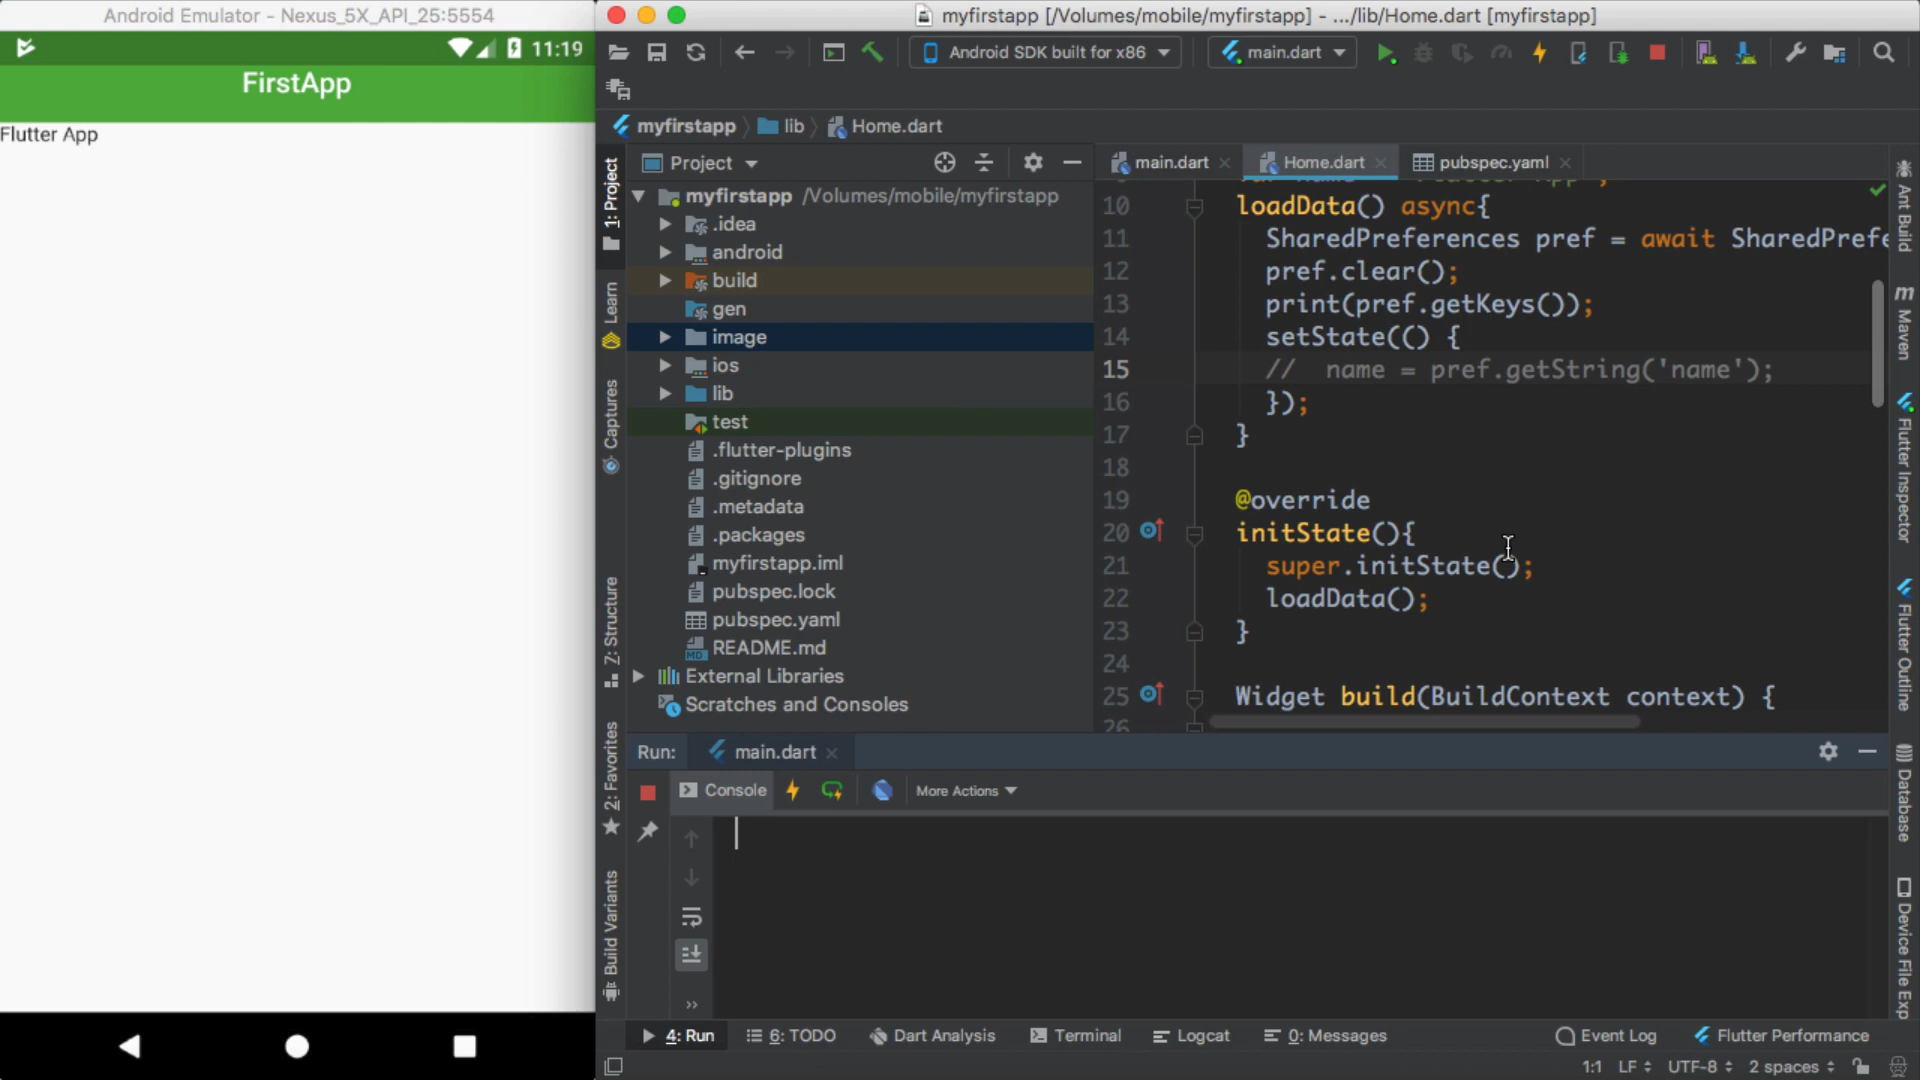 Android Emulator - Nexus_5X_API_25:5554
11:19
FirstApp
Flutter App
myfirstapp [/Volumes/mobile/myfirstapp] - .../lib/Home.dart [myfirstapp]
Android SDK built for x86
main.dart
myfirstapp
lib
Home.dart
Project
main.dart
Home.dart
pubspec.yaml
myfirstapp /Volumes/mobile/myfirstapp
.idea
android
build
gen
image
ios
lib
test
.flutter-plugins
.gitignore
.metadata
.packages
myfirstapp.iml
pubspec.lock
pubspec.yaml
README.md
External Libraries
Scratches and Consoles
10 loadData() async{
11 SharedPreferences pref = await SharedPrefe
12 pref.clear();
13 print(pref.getKeys());
14 setState(() {
15 // name = pref.getString('name');
16 });
17 }
18
19 @override
20 initState(){
21 super.initState();
22 loadData();
23 }
24
25 Widget build(BuildContext context) {
26
1: Project
Learn
Captures
Z: Structure
2: Favorites
Build Variants
Ant Build
Maven
Flutter Inspector
Flutter Outline
Database
Device File Exp
Run:
main.dart
Console
More Actions
4: Run
6: TODO
Dart Analysis
Terminal
Logcat
0: Messages
Event Log
Flutter Performance
1:1
LF
UTF-8
2 spaces